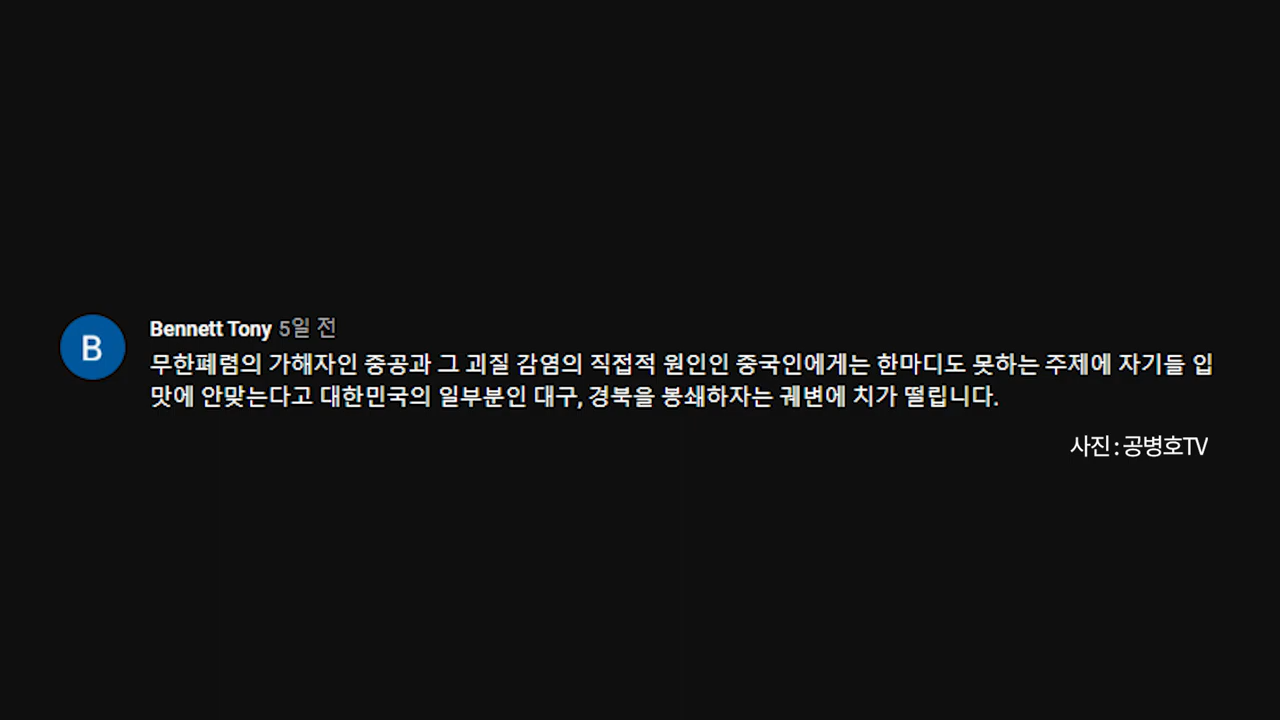 B
Bennett Tony 5일 전
무한폐렴의 가해자인 중공과 그 괴질 감염의 직접적 원인인 중국인에게는 한마디도 못하는 주제에 자기들 입
맛에 안맞는다고 대한민국의 일부분인 대구, 경북을 봉쇄하자는 궤변에 치가 떨립니다.
사진 : 공병호TV